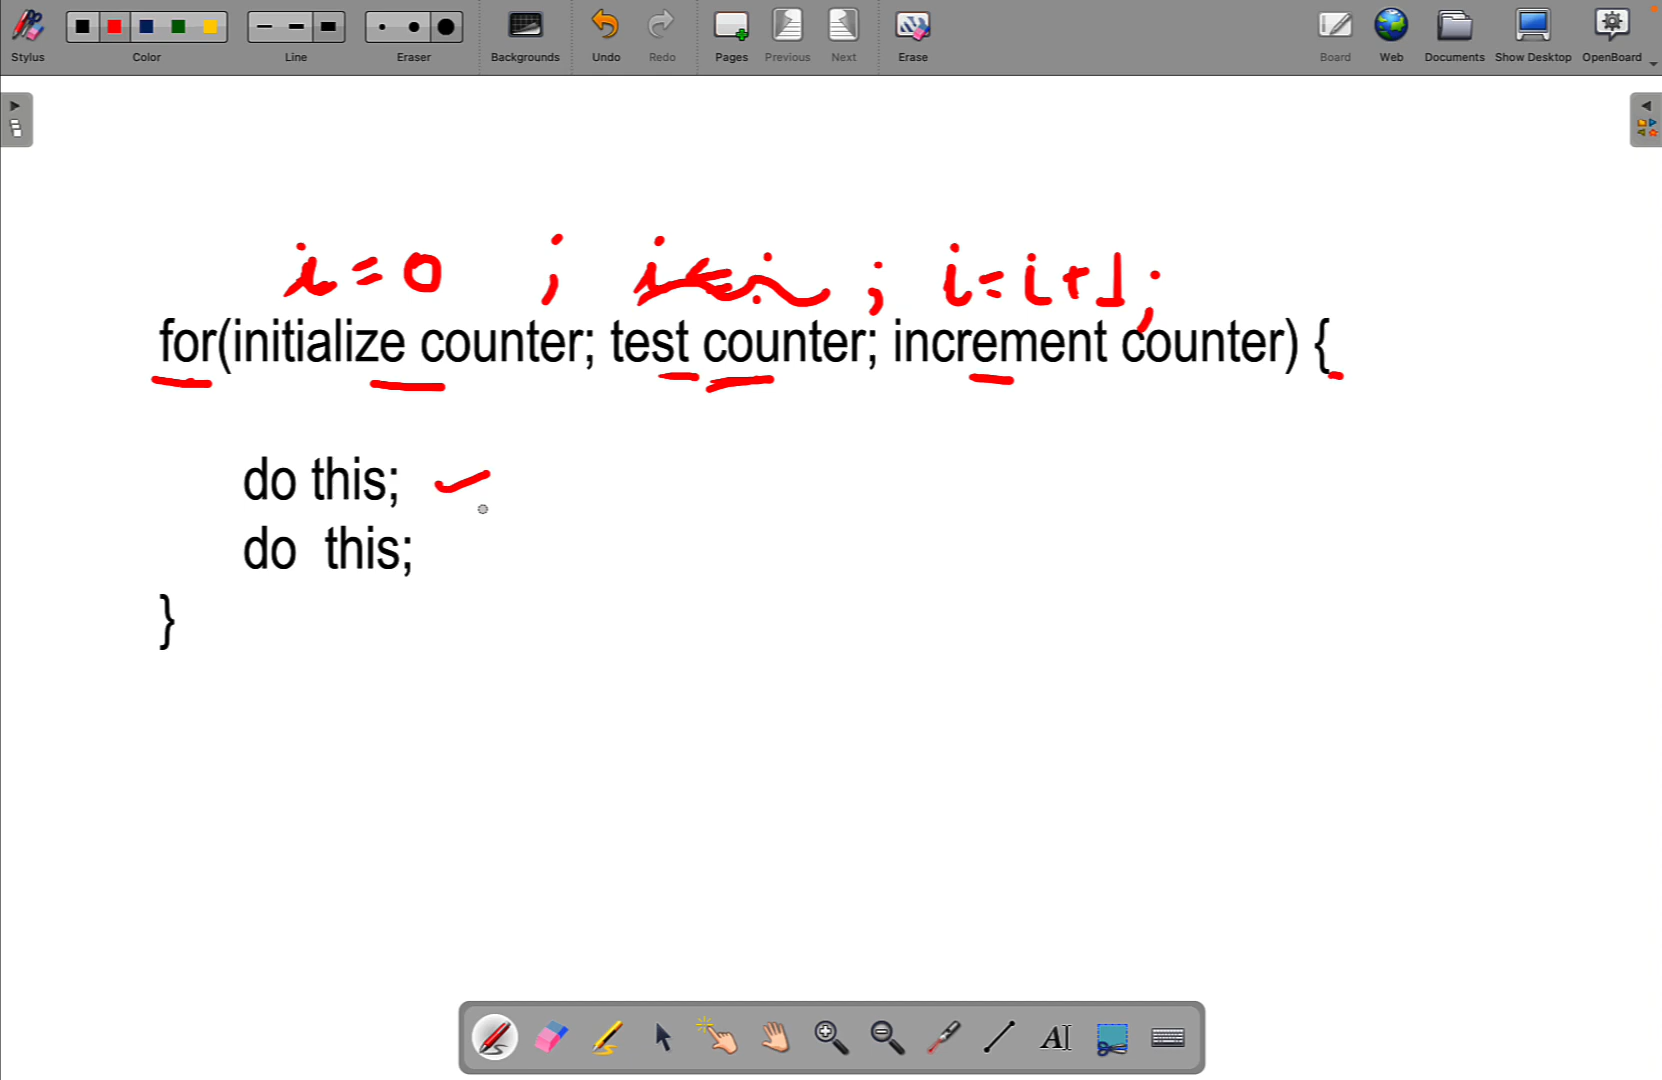 Stylus Color Line Eraser Backgrounds Undo Redo Pages Previous Next Erase Board Web Documents Show Desktop OpenBoard
i=0 ; ; i=i+1;
for(initialize counter; test counter; increment counter) {
do this;
do this;
}